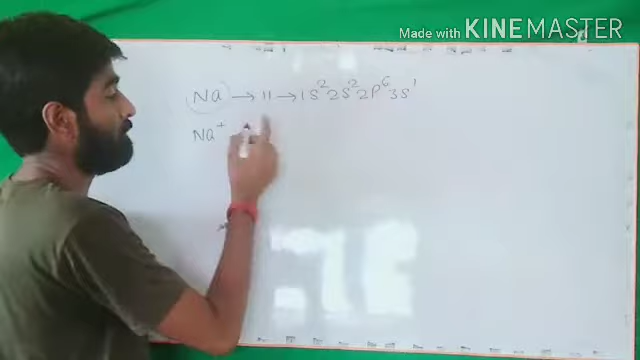 Made with KINEMASTER
Na → 11 → 1S² 2S² 2P⁶ 3S¹
Na⁺